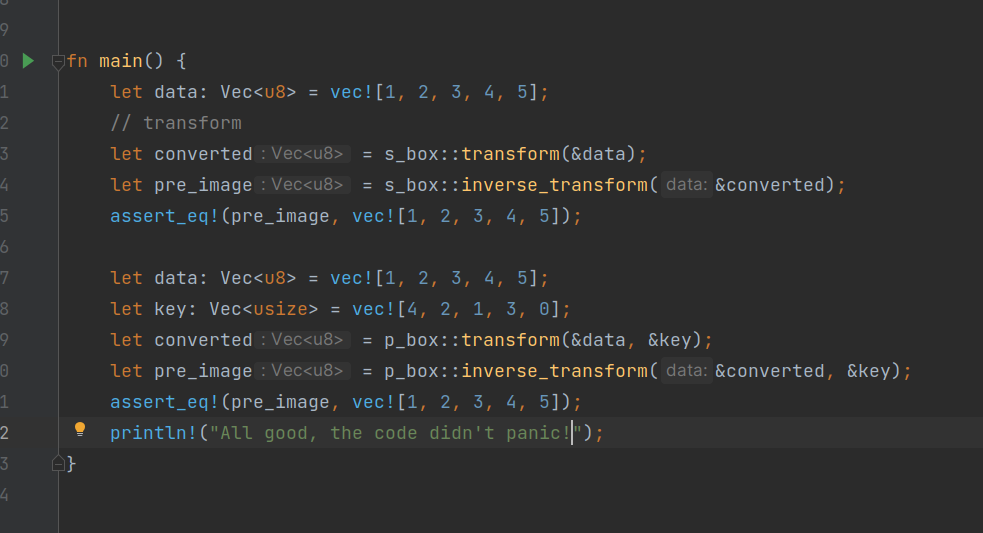 9
0 fn main() {
1 let data: Vec<u8> = vec![1, 2, 3, 4, 5];
2 // transform
3 let converted : Vec<u8> = s_box::transform(&data);
4 let pre_image : Vec<u8> = s_box::inverse_transform( data: &converted);
5 assert_eq!(pre_image, vec![1, 2, 3, 4, 5]);
6
7 let data: Vec<u8> = vec![1, 2, 3, 4, 5];
8 let key: Vec<usize> = vec![4, 2, 1, 3, 0];
9 let converted : Vec<u8> = p_box::transform(&data, &key);
0 let pre_image : Vec<u8> = p_box::inverse_transform( data: &converted, &key);
1 assert_eq!(pre_image, vec![1, 2, 3, 4, 5]);
2 println!("All good, the code didn't panic!");
3 }
4